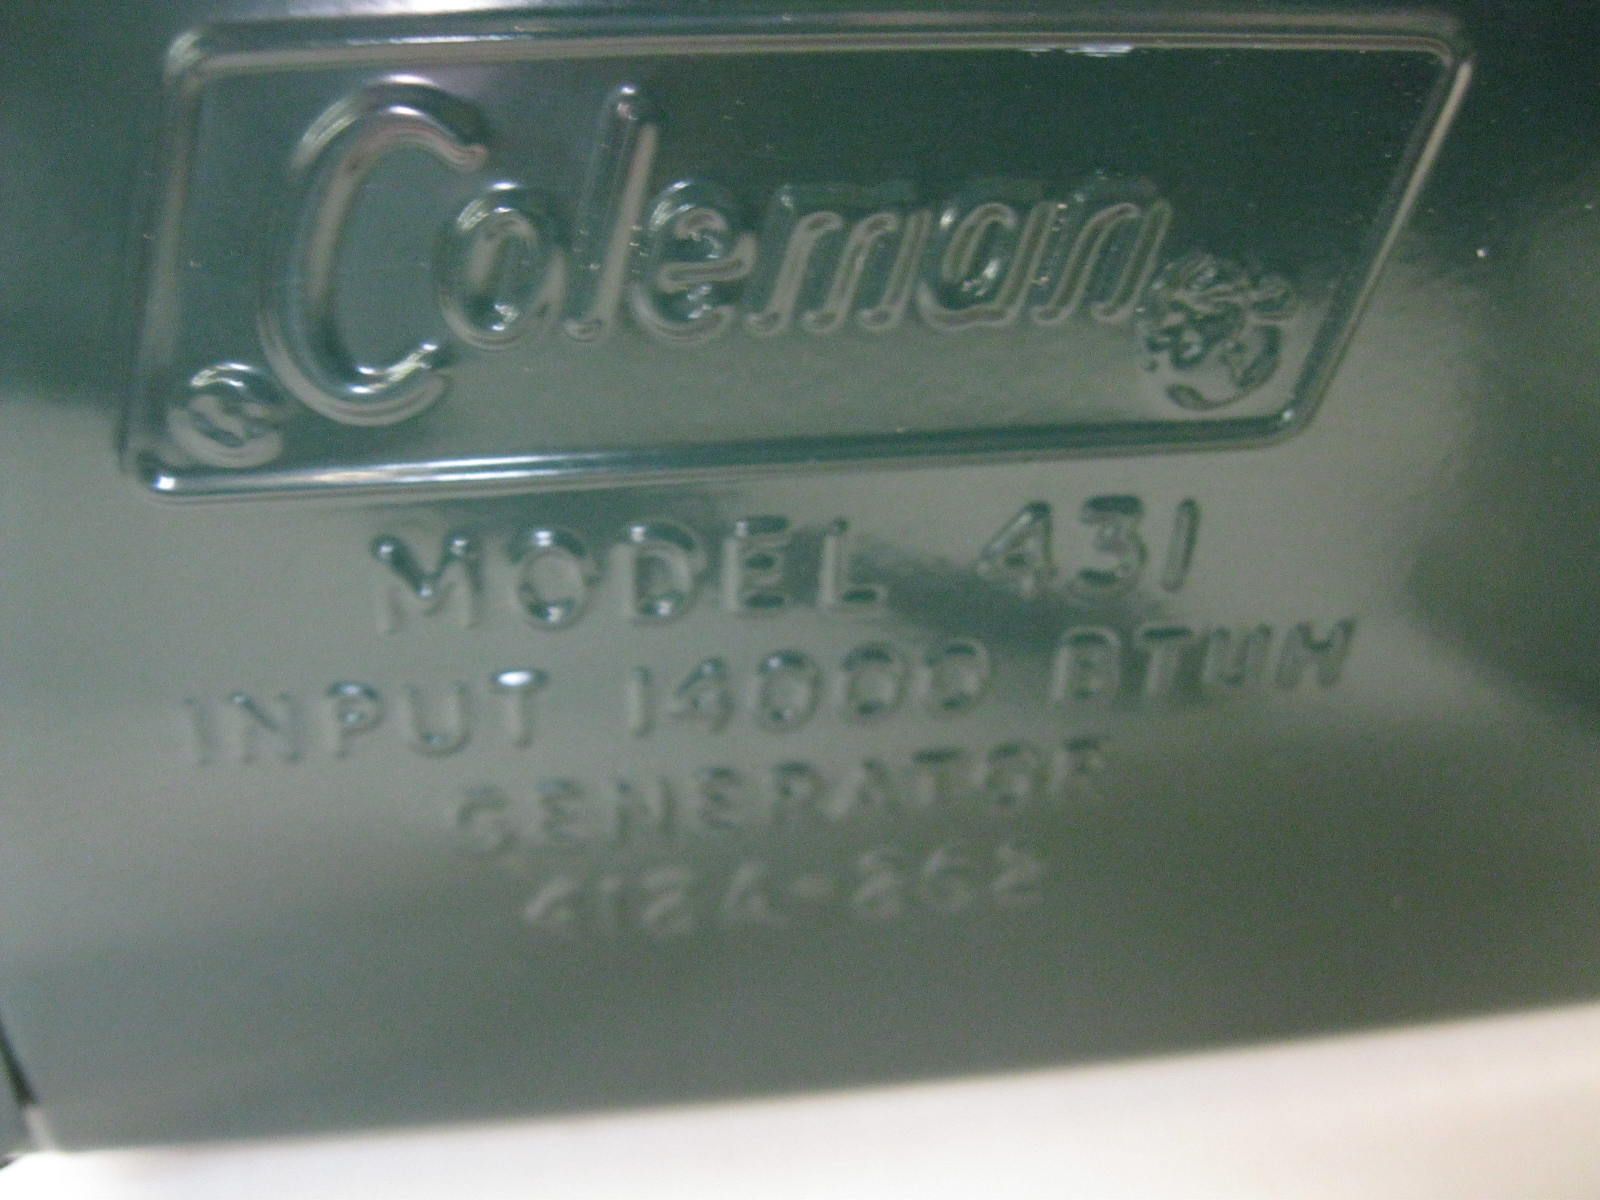 Coleman
MODEL 431
INPUT 14000 BTUH
GENERATOR